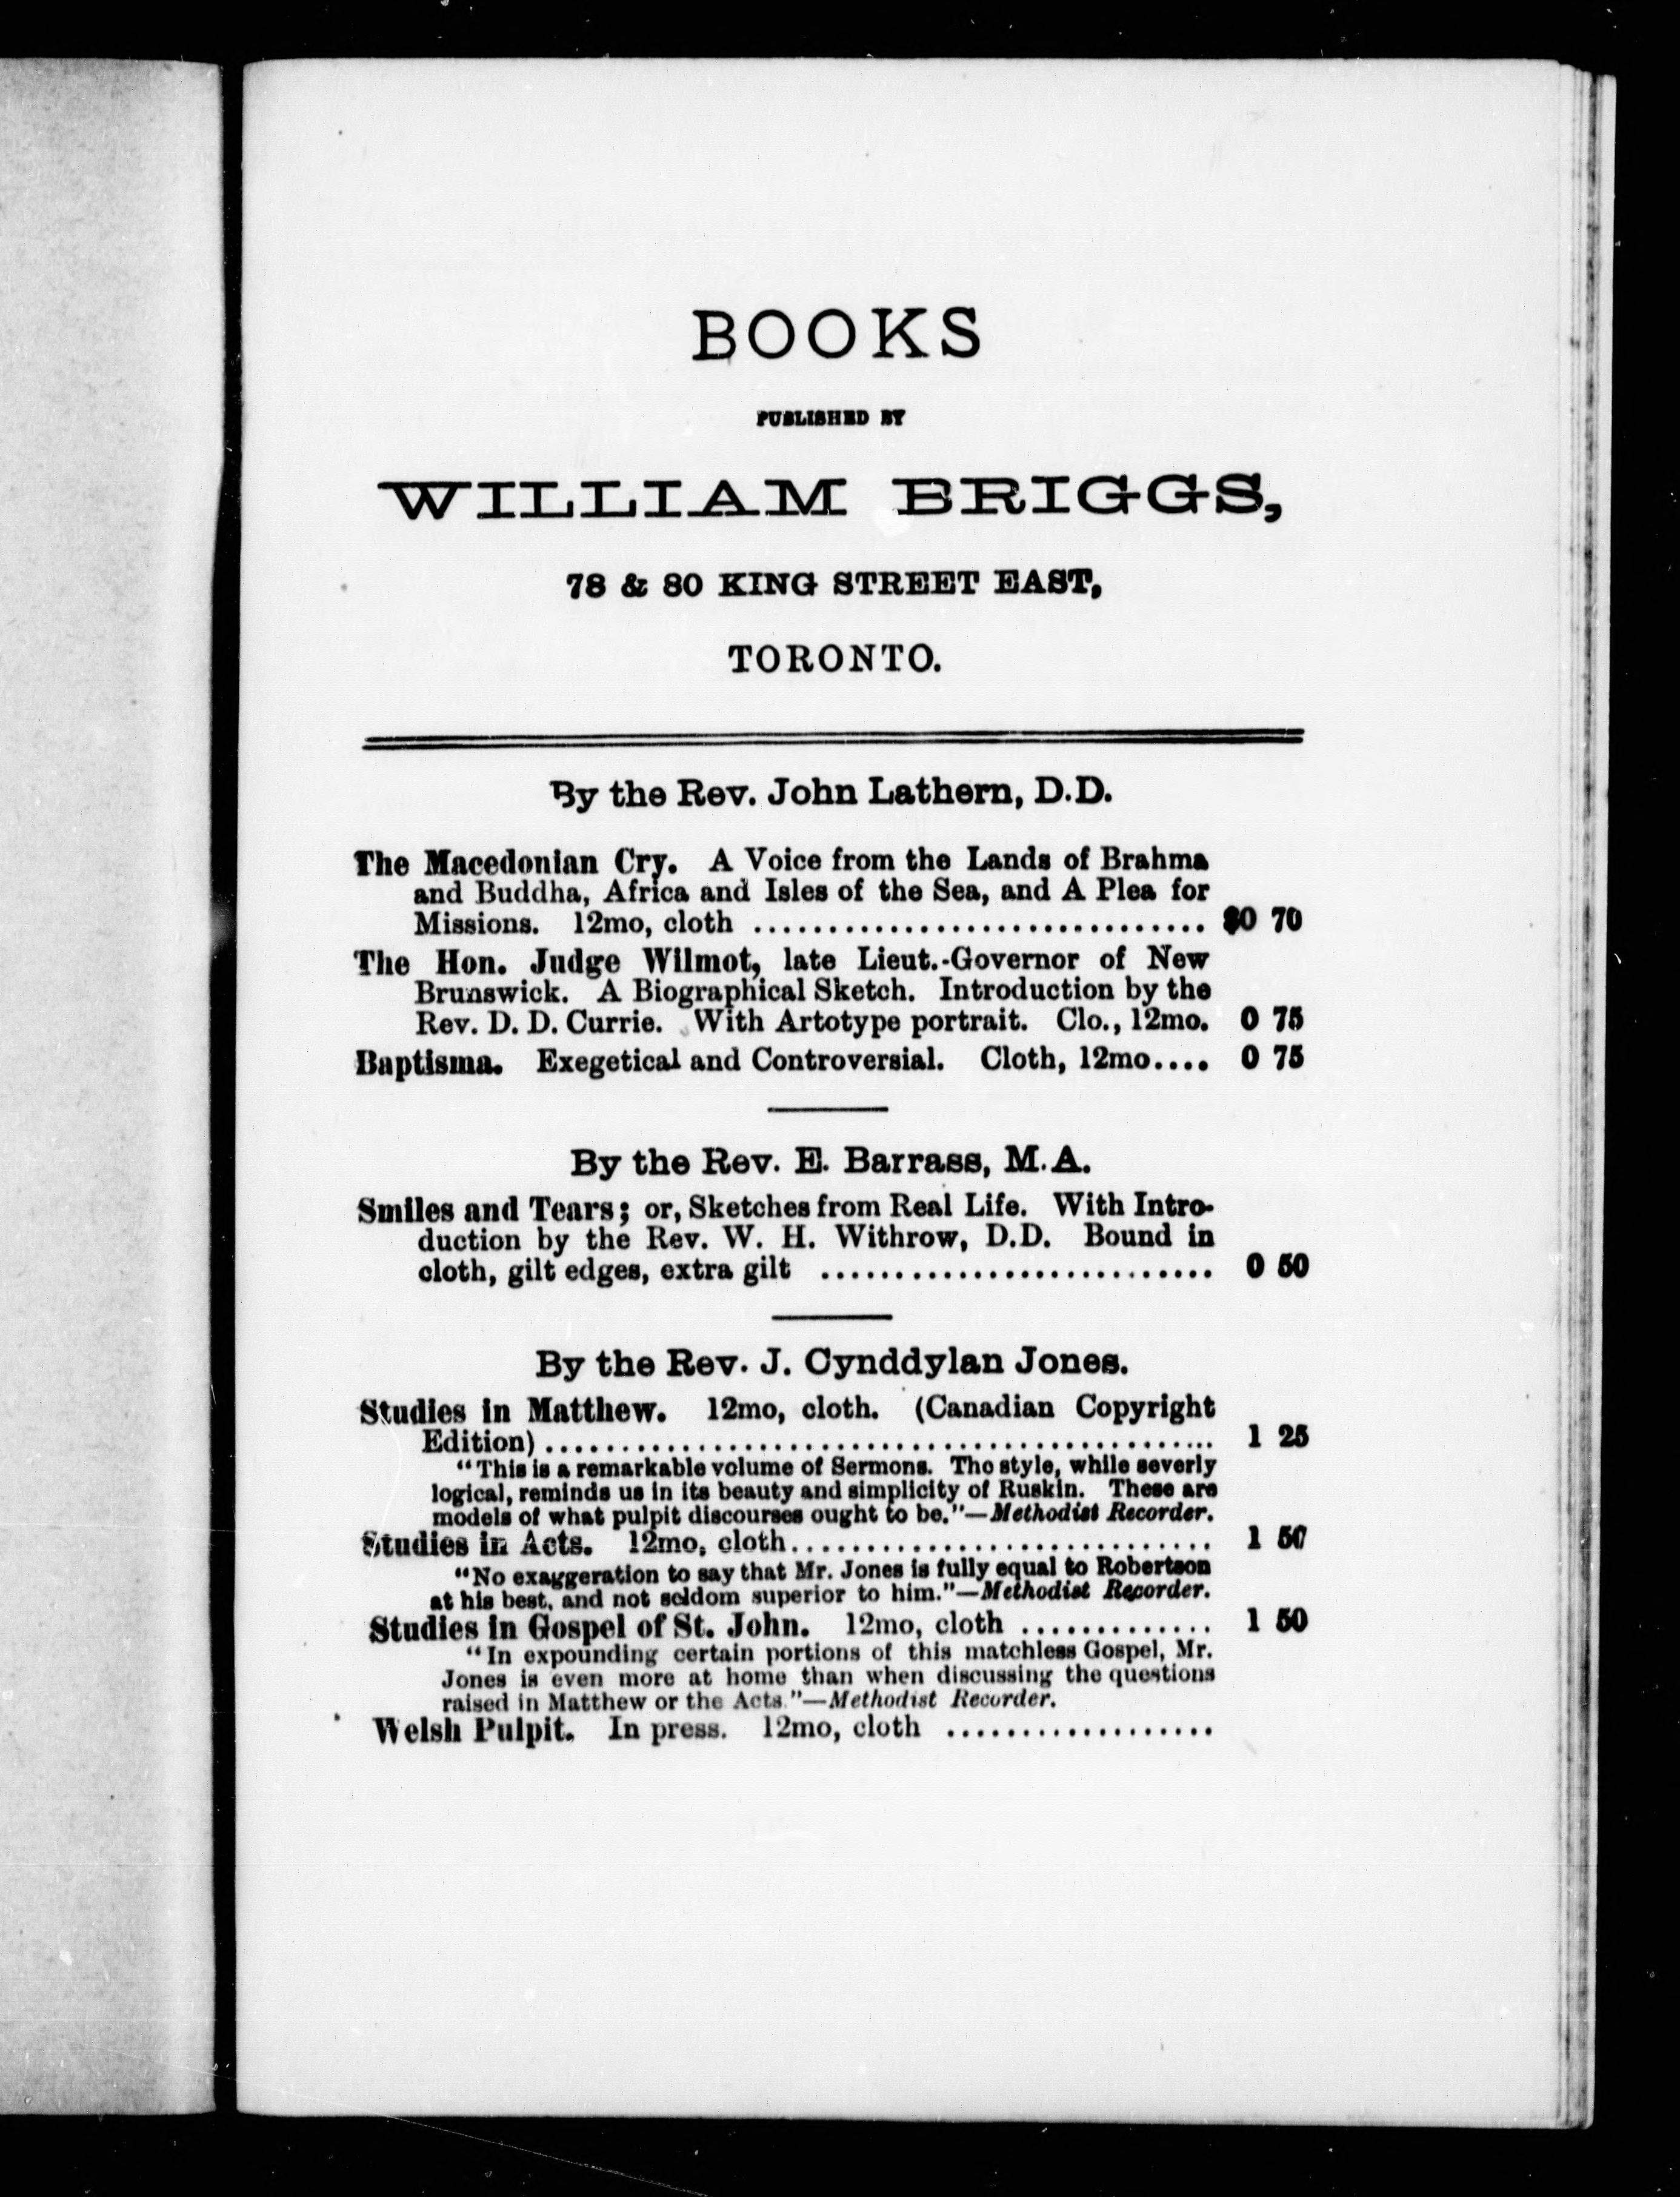 BOOKS
PUBLISHED BY
WILLIAM BRIGGS,
78 & 80 KING STREET EAST,
TORONTO.
By the Rev. John Lathern, D.D.
The Macedonian Cry. A Voice from the Lands of Brahma
and Buddha, Africa and Isles of the Sea, and A Plea for
Missions. 12mo, cloth .............................. $0 70
The Hon. Judge Wilmot, late Lieut.-Governor of New
Brunswick. A Biographical Sketch. Introduction by the
Rev. D. D. Currie. With Artotype portrait. Clo., 12mo. 0 75
Baptisma. Exegetical and Controversial. Cloth, 12mo.... 0 75
By the Rev. E. Barrass, M.A.
Smiles and Tears; or, Sketches from Real Life. With Intro-
duction by the Rev. W. H. Withrow, D.D. Bound in
cloth, gilt edges, extra gilt .......................... 0 50
By the Rev. J. Cynddylan Jones.
Studies in Matthew. 12mo, cloth. (Canadian Copyright
Edition)............................................. 1 25
"This is a remarkable volume of Sermons. The style, while severly
logical, reminds us in its beauty and simplicity of Ruskin. These are
models of what pulpit discourses ought to be."—Methodist Recorder.
Studies in Acts. 12mo, cloth............................ 1 50
"No exaggeration to say that Mr. Jones is fully equal to Robertson
at his best, and not seldom superior to him."—Methodist Recorder.
Studies in Gospel of St. John. 12mo, cloth ............. 1 50
"In expounding certain portions of this matchless Gospel, Mr.
Jones is even more at home than when discussing the questions
raised in Matthew or the Acts."—Methodist Recorder.
Welsh Pulpit. In press. 12mo, cloth ..................